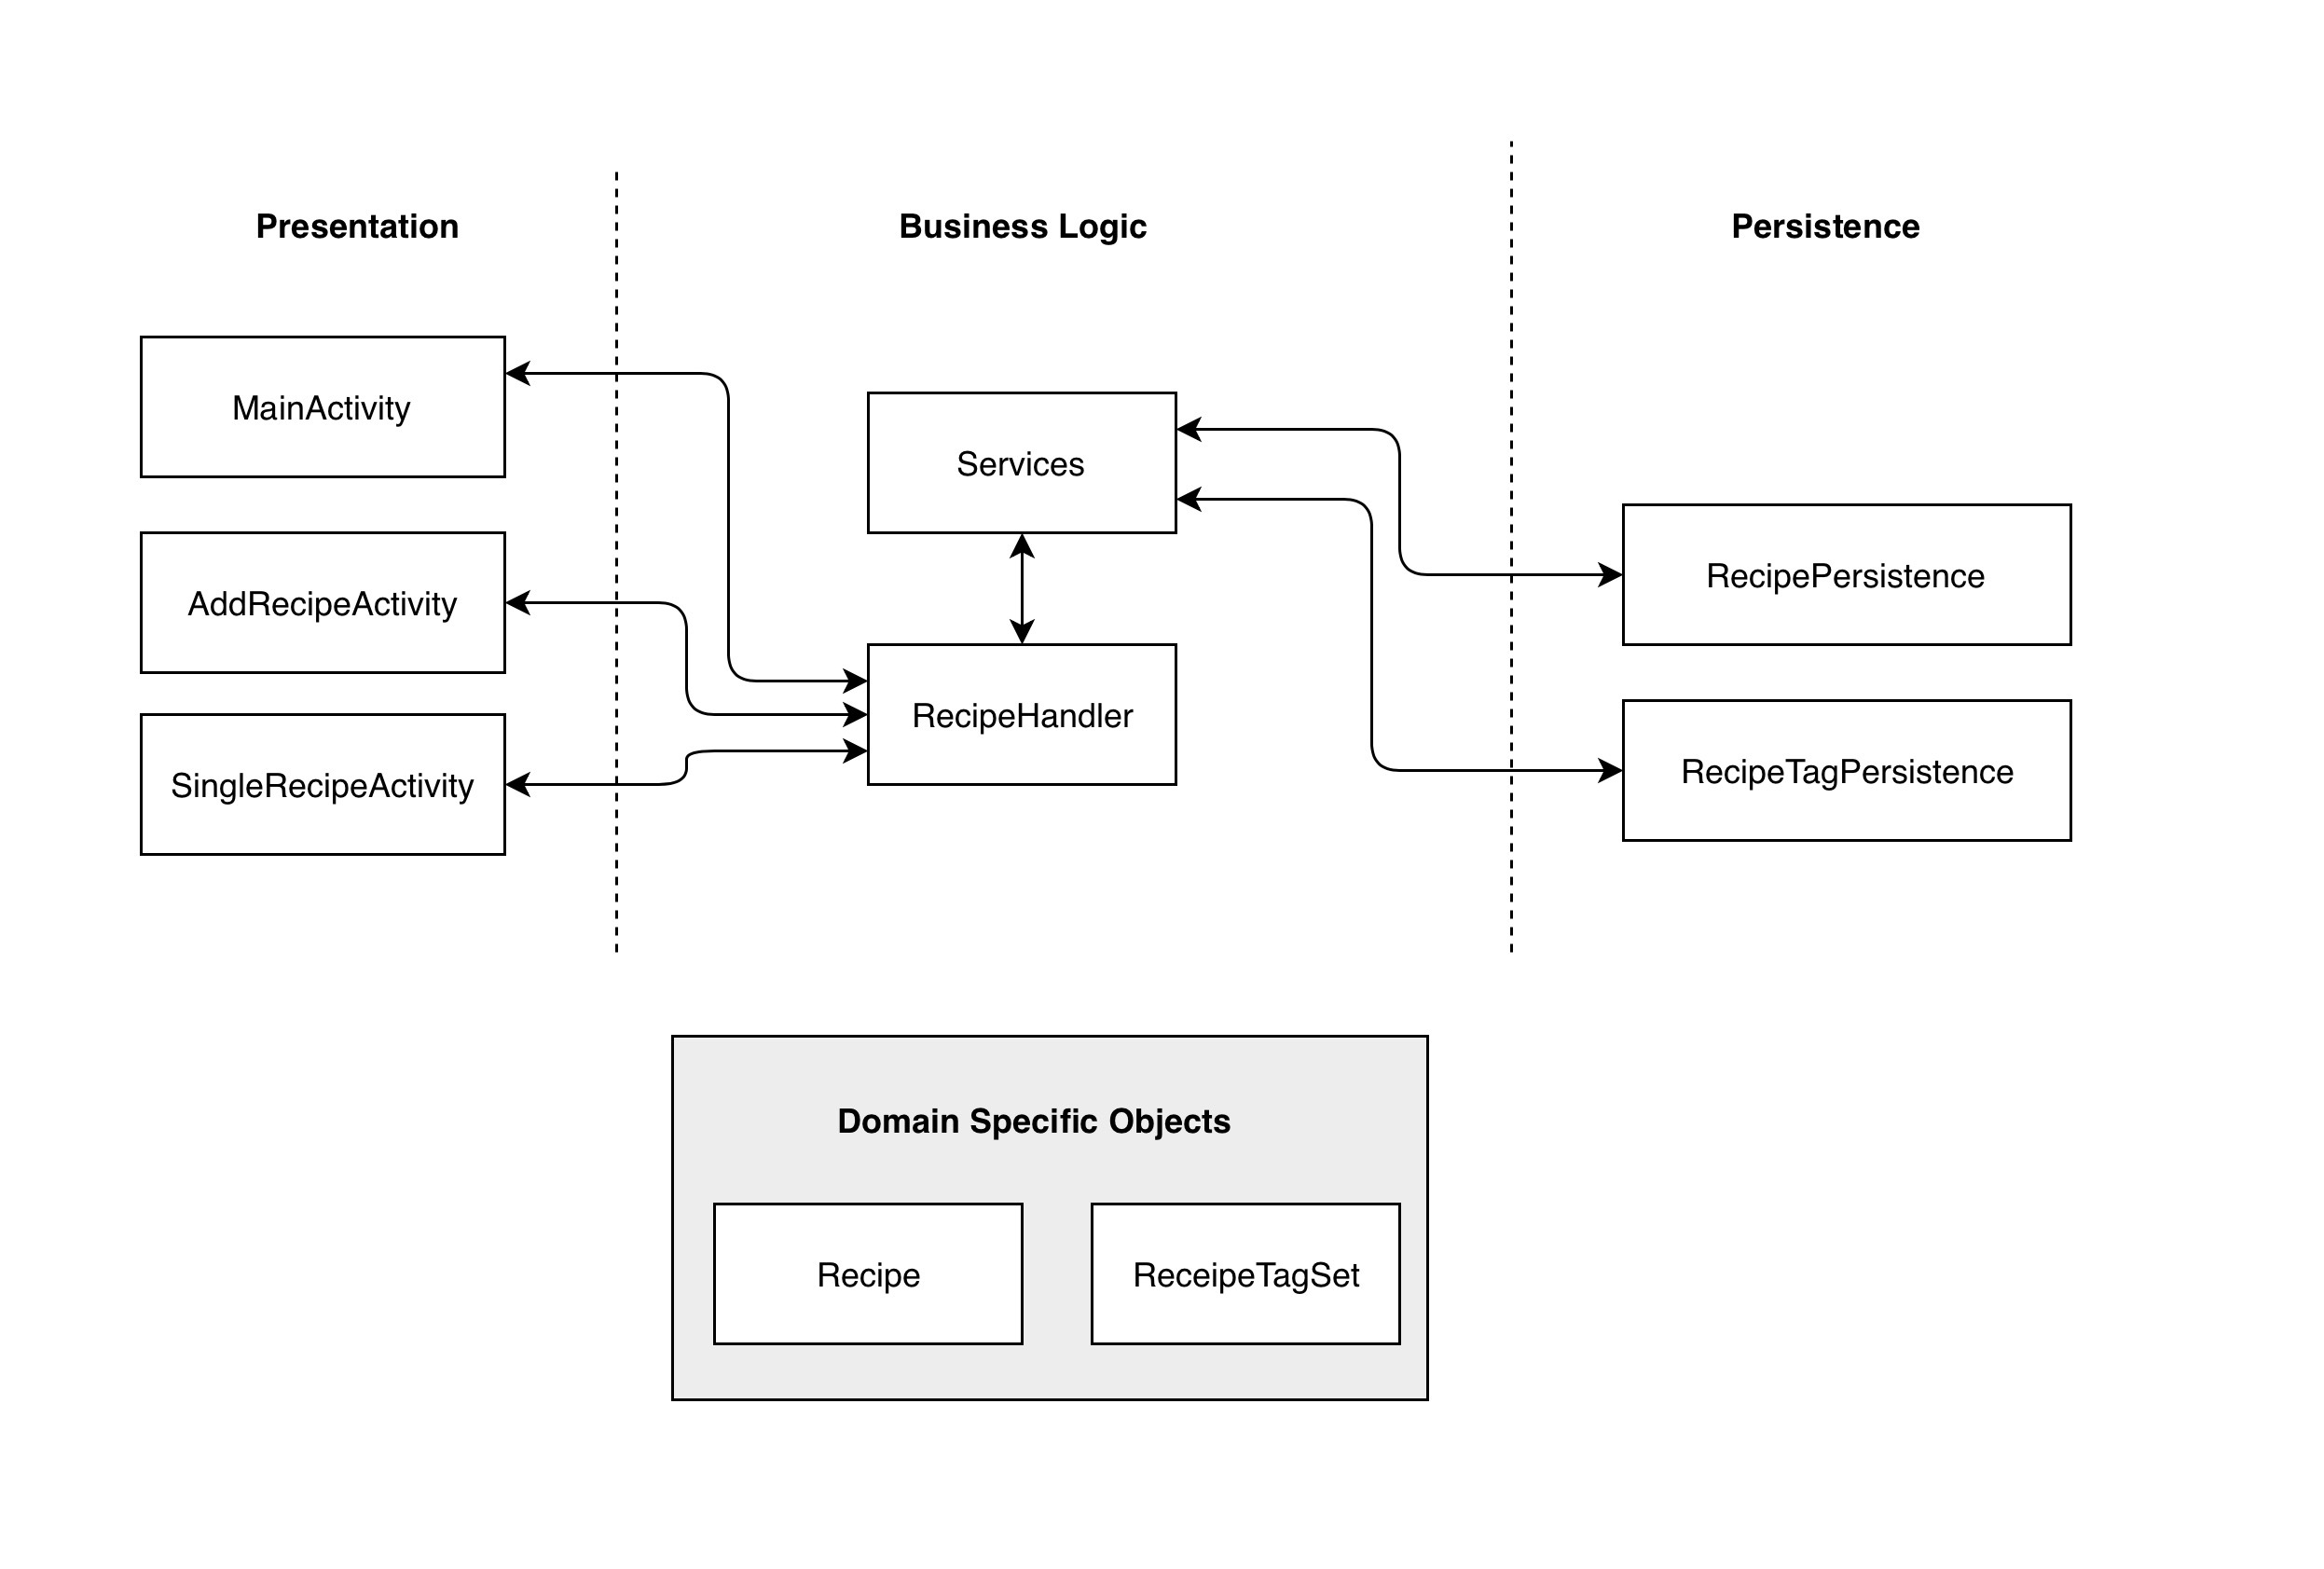 Presentation
Business Logic
Persistence
MainActivity
Services
RecipePersistence
AddRecipeActivity
RecipeHandler
RecipeTagPersistence
SingleRecipeActivity
Domain Specific Objects
Recipe
ReceipeTagSet